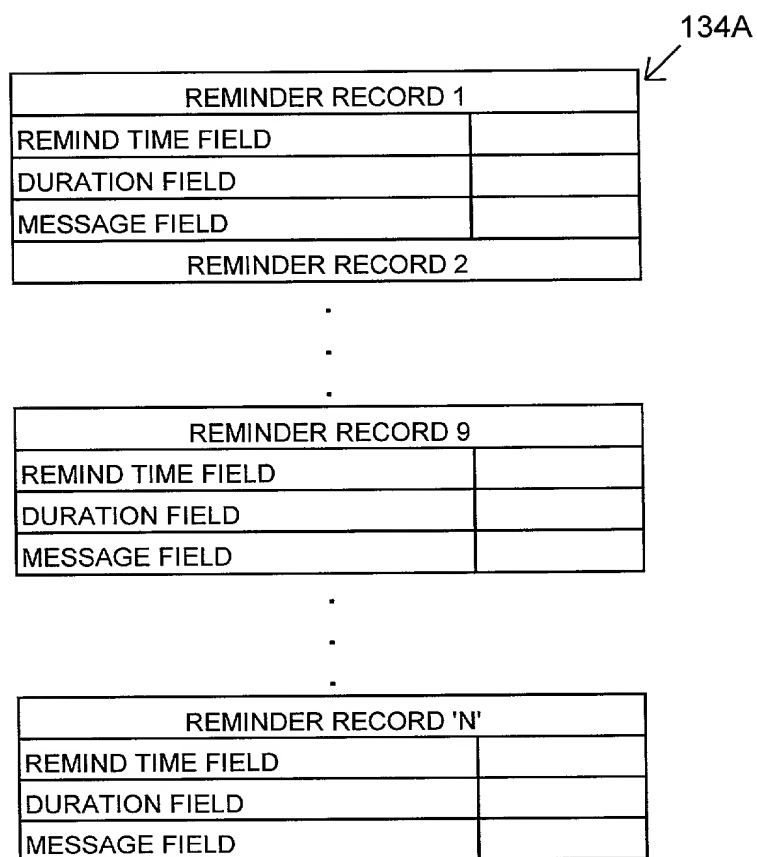 134A
REMINDER RECORD 1
REMIND TIME FIELD
DURATION FIELD
MESSAGE FIELD
REMINDER RECORD 2
.
.
.
REMINDER RECORD 9
REMIND TIME FIELD
DURATION FIELD
MESSAGE FIELD
.
.
.
REMINDER RECORD 'N'
REMIND TIME FIELD
DURATION FIELD
MESSAGE FIELD